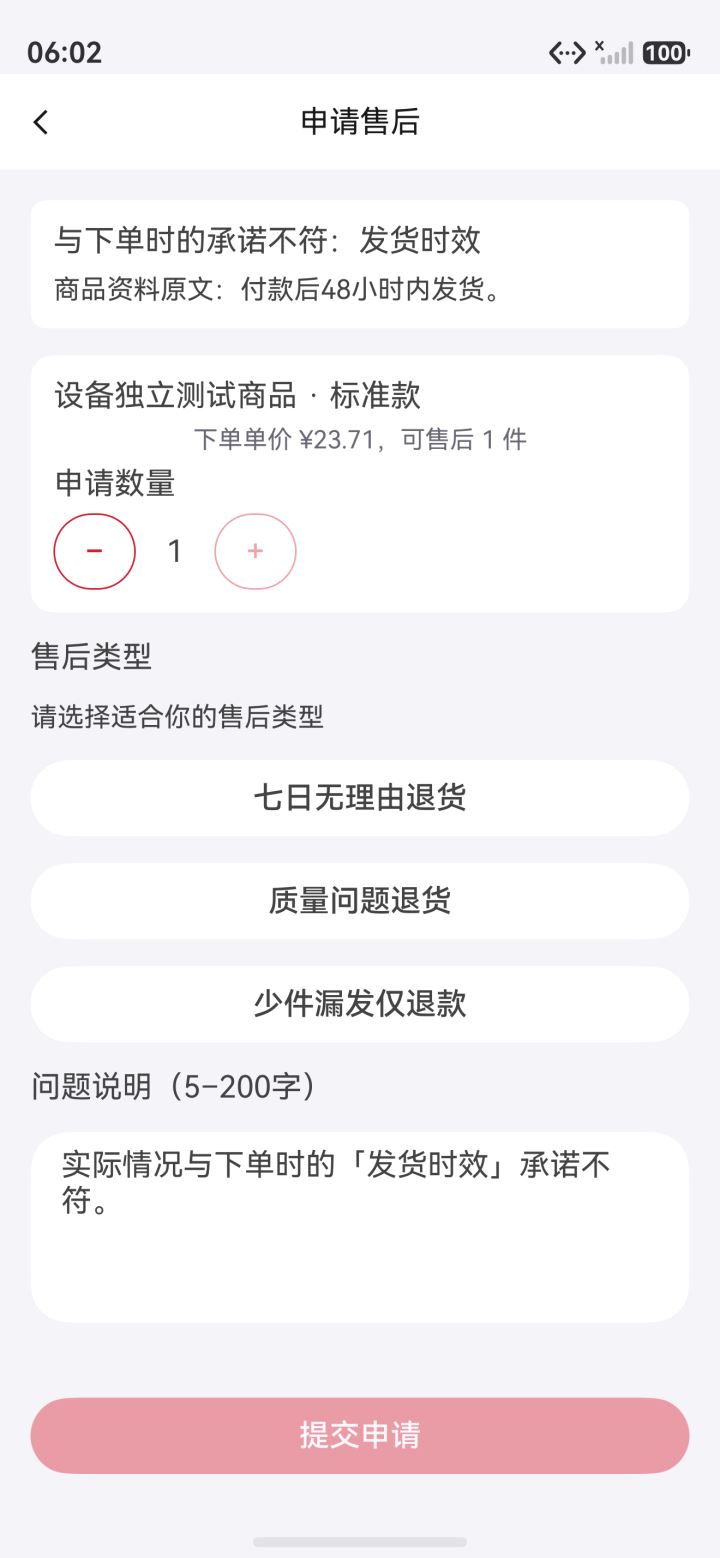 06:02
100
申请售后
与下单时的承诺不符：发货时效
商品资料原文：付款后48小时内发货。
设备独立测试商品 · 标准款
下单单价 ¥23.71，可售后 1 件
申请数量
− 1 +
售后类型
请选择适合你的售后类型
七日无理由退货
质量问题退货
少件漏发仅退款
问题说明（5–200字）
实际情况与下单时的「发货时效」承诺不
符。
提交申请